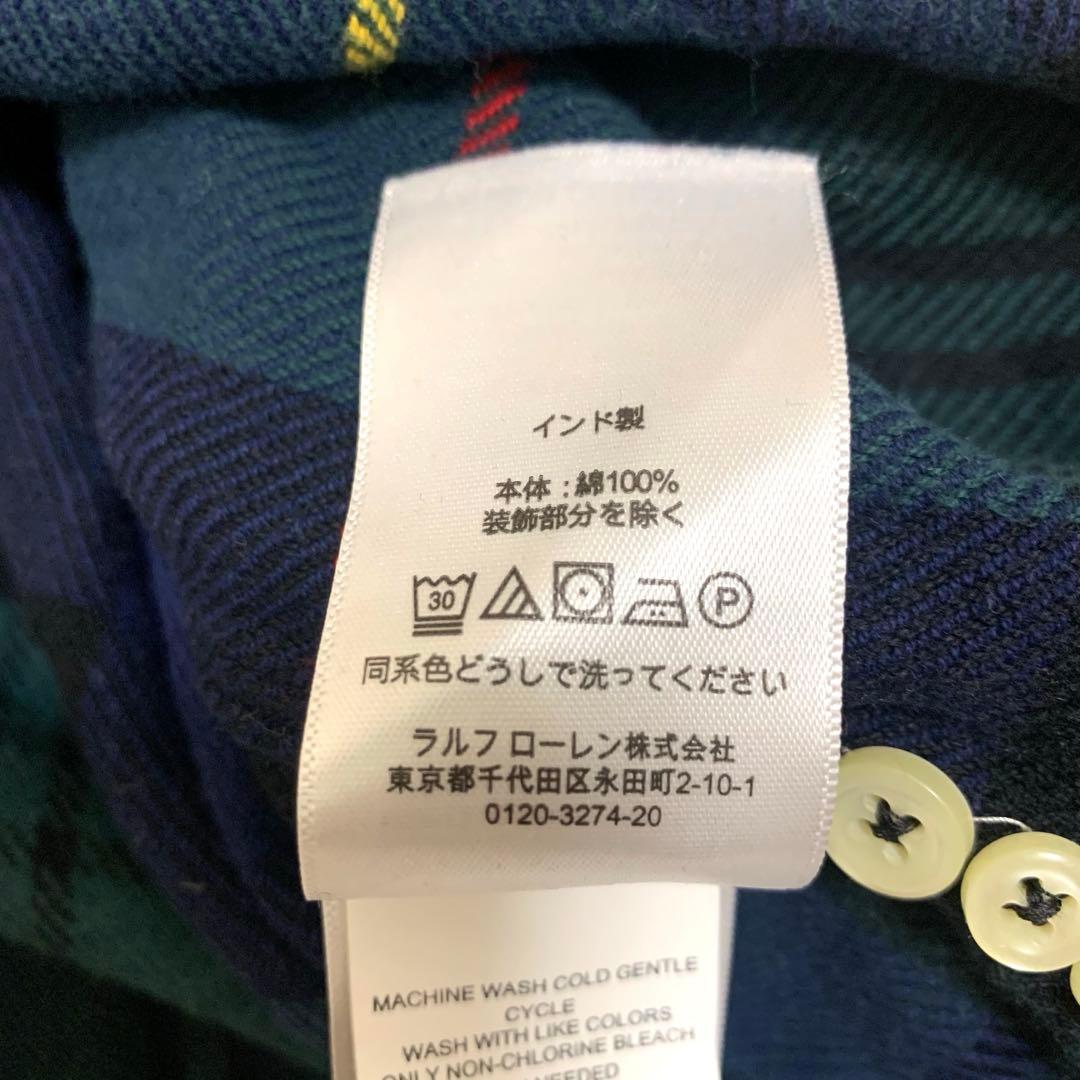 インド製
本体:綿100%
装飾部分を除く
30
P
同系色どうしで洗ってください
ラルフ ローレン株式会社
東京都千代田区永田町2-10-1
0120-3274-20
MACHINE WASH COLD GENTLE
CYCLE
WASH WITH LIKE COLORS
ONLY NON-CHLORINE BLEACH
NEEDED